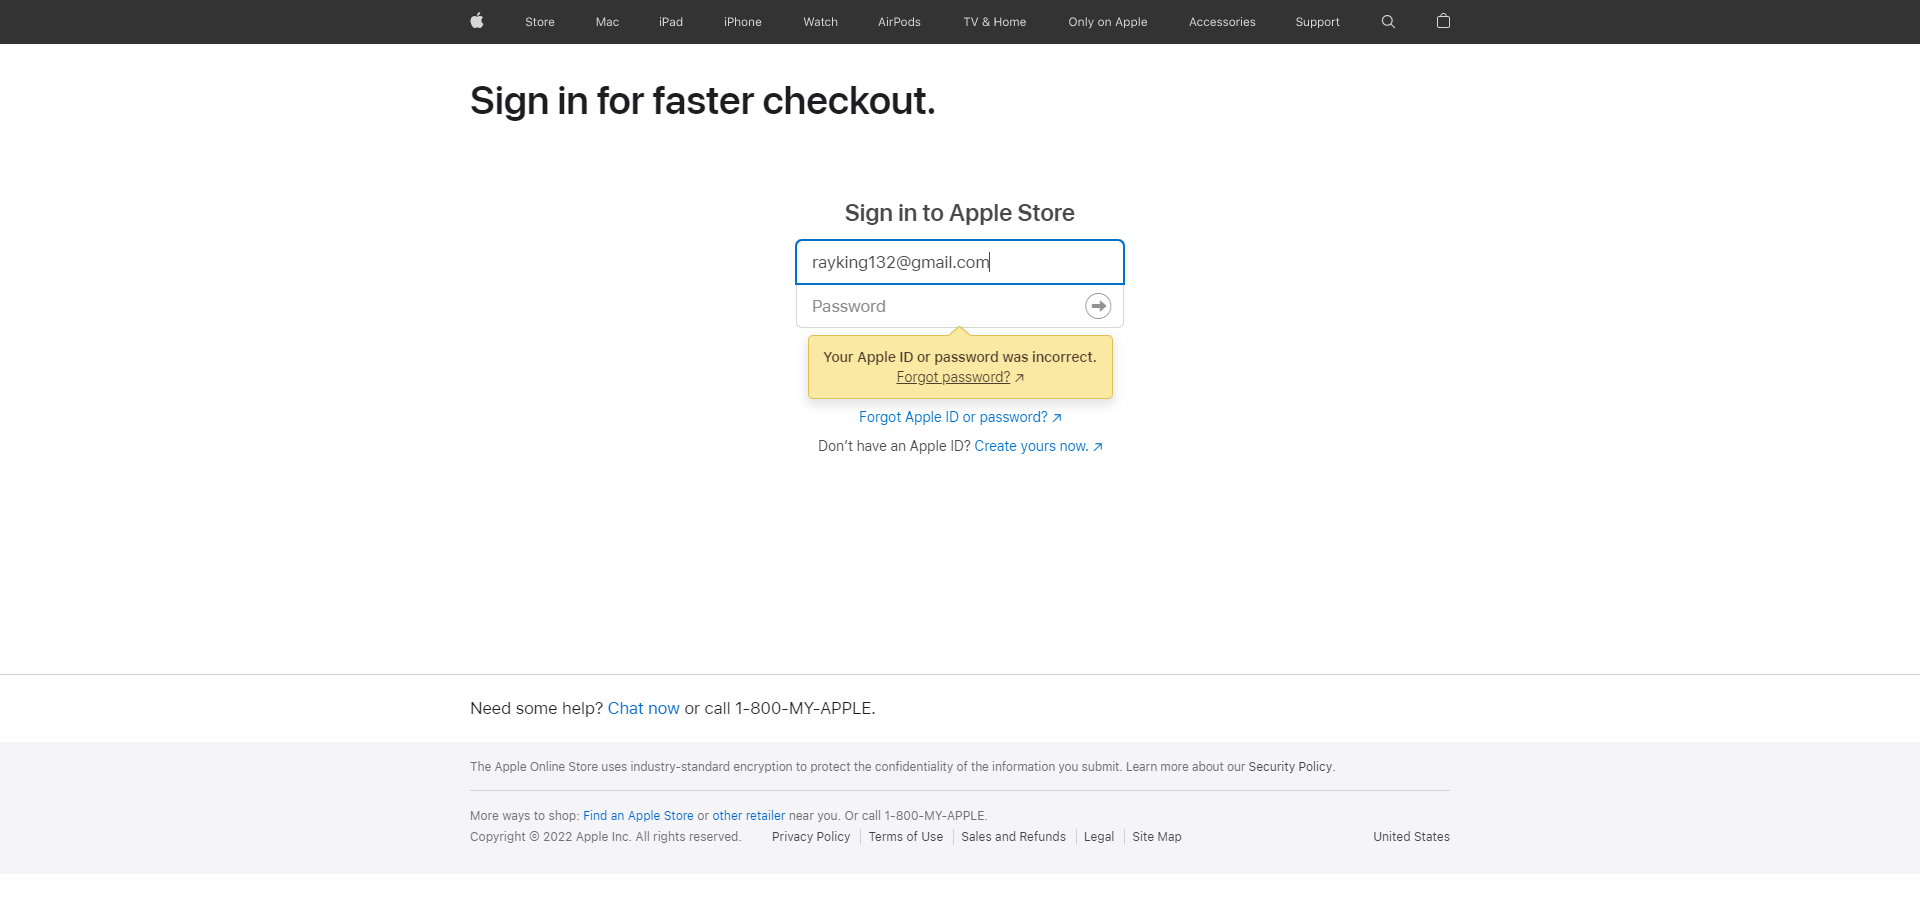 Store Mac iPad iPhone Watch AirPods TV & Home Only on Apple Accessories Support
Sign in for faster checkout.
Sign in to Apple Store
rayking132@gmail.com
Password
Your Apple ID or password was incorrect.
Forgot password?
Forgot Apple ID or password?
Don’t have an Apple ID? Create yours now.
Need some help? Chat now or call 1-800-MY-APPLE.
The Apple Online Store uses industry-standard encryption to protect the confidentiality of the information you submit. Learn more about our Security Policy.
More ways to shop: Find an Apple Store or other retailer near you. Or call 1-800-MY-APPLE.
Copyright © 2022 Apple Inc. All rights reserved. Privacy Policy Terms of Use Sales and Refunds Legal Site Map United States